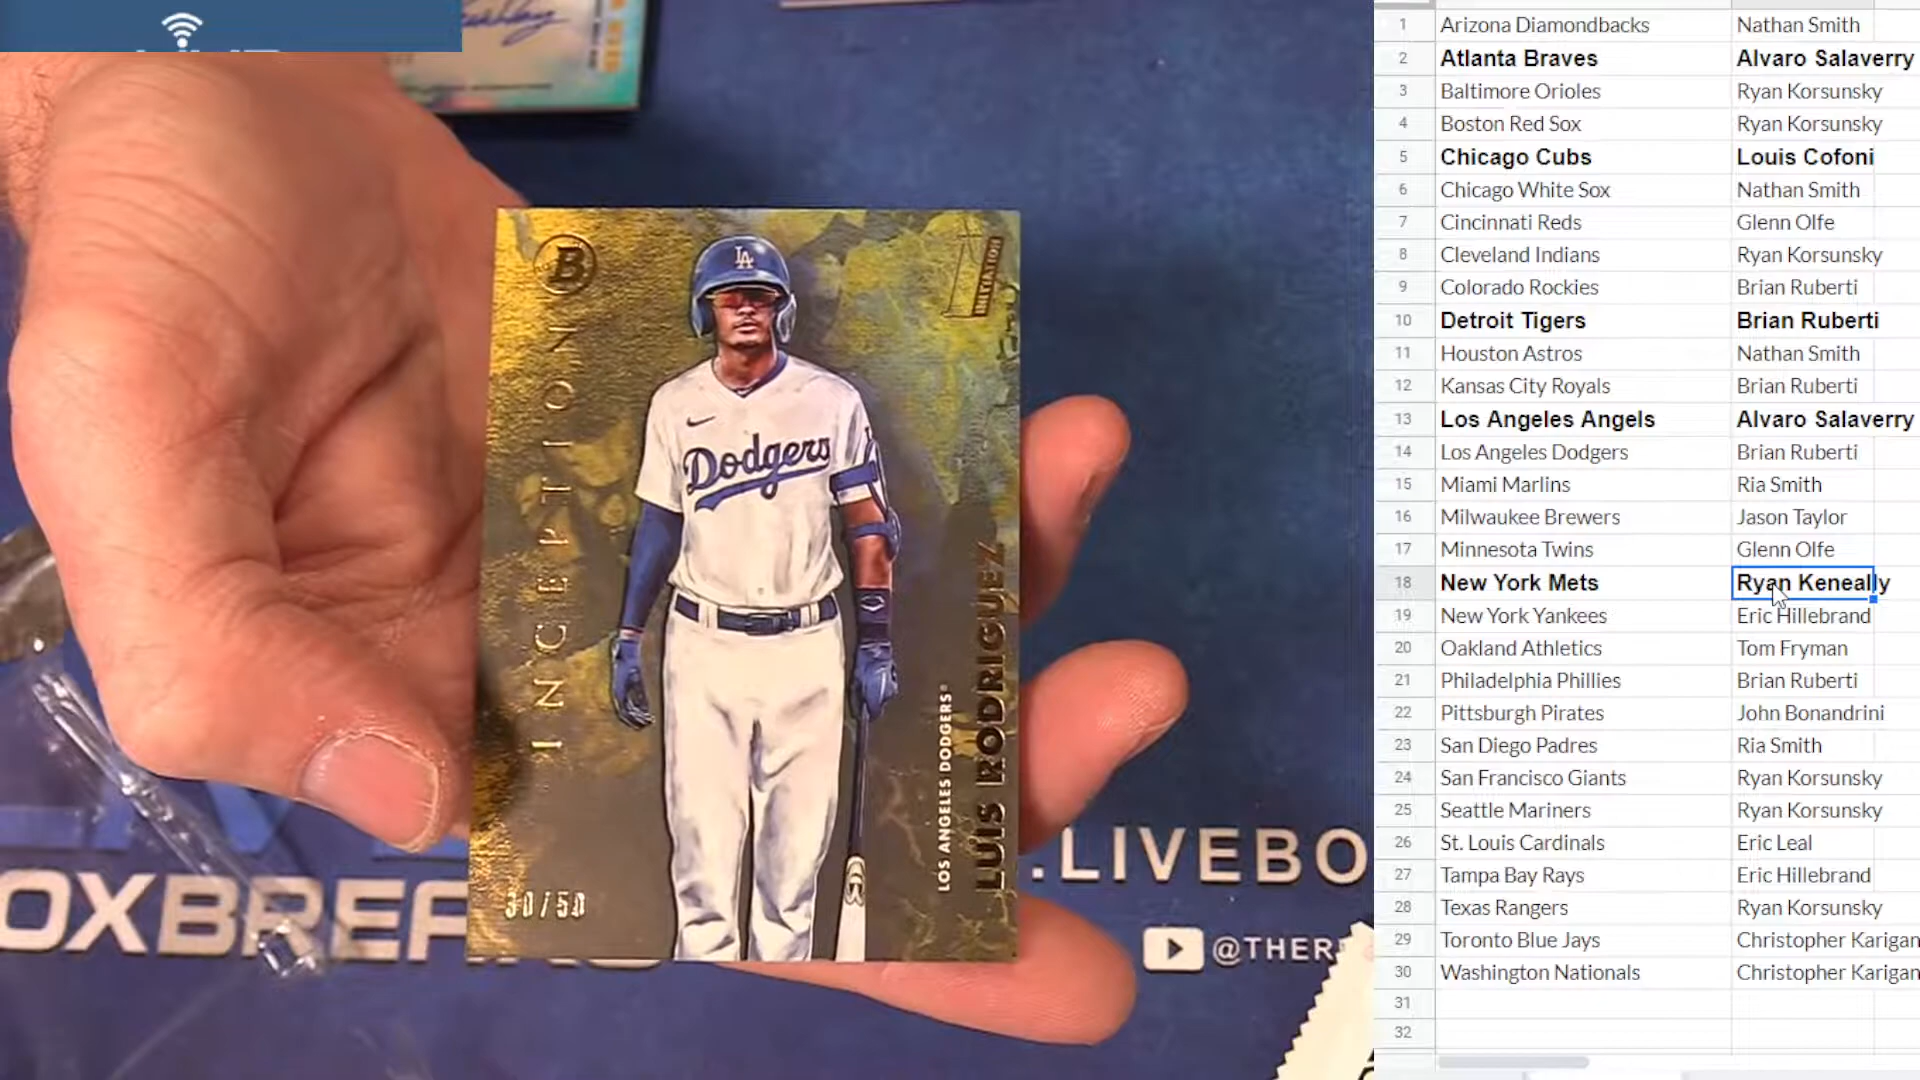 B
INCEPTION
INITIATION
LA
Dodgers
LOS ANGELES DODGERS®
LUIS RODRIGUEZ
30/50
OXBREA
.LIVEBO
@THER
1 Arizona Diamondbacks Nathan Smith
2 Atlanta Braves Alvaro Salaverry
3 Baltimore Orioles Ryan Korsunsky
4 Boston Red Sox Ryan Korsunsky
5 Chicago Cubs Louis Cofoni
6 Chicago White Sox Nathan Smith
7 Cincinnati Reds Glenn Olfe
8 Cleveland Indians Ryan Korsunsky
9 Colorado Rockies Brian Ruberti
10 Detroit Tigers Brian Ruberti
11 Houston Astros Nathan Smith
12 Kansas City Royals Brian Ruberti
13 Los Angeles Angels Alvaro Salaverry
14 Los Angeles Dodgers Brian Ruberti
15 Miami Marlins Ria Smith
16 Milwaukee Brewers Jason Taylor
17 Minnesota Twins Glenn Olfe
18 New York Mets Ryan Keneally
19 New York Yankees Eric Hillebrand
20 Oakland Athletics Tom Fryman
21 Philadelphia Phillies Brian Ruberti
22 Pittsburgh Pirates John Bonandrini
23 San Diego Padres Ria Smith
24 San Francisco Giants Ryan Korsunsky
25 Seattle Mariners Ryan Korsunsky
26 St. Louis Cardinals Eric Leal
27 Tampa Bay Rays Eric Hillebrand
28 Texas Rangers Ryan Korsunsky
29 Toronto Blue Jays Christopher Karigan
30 Washington Nationals Christopher Karigan
31
32